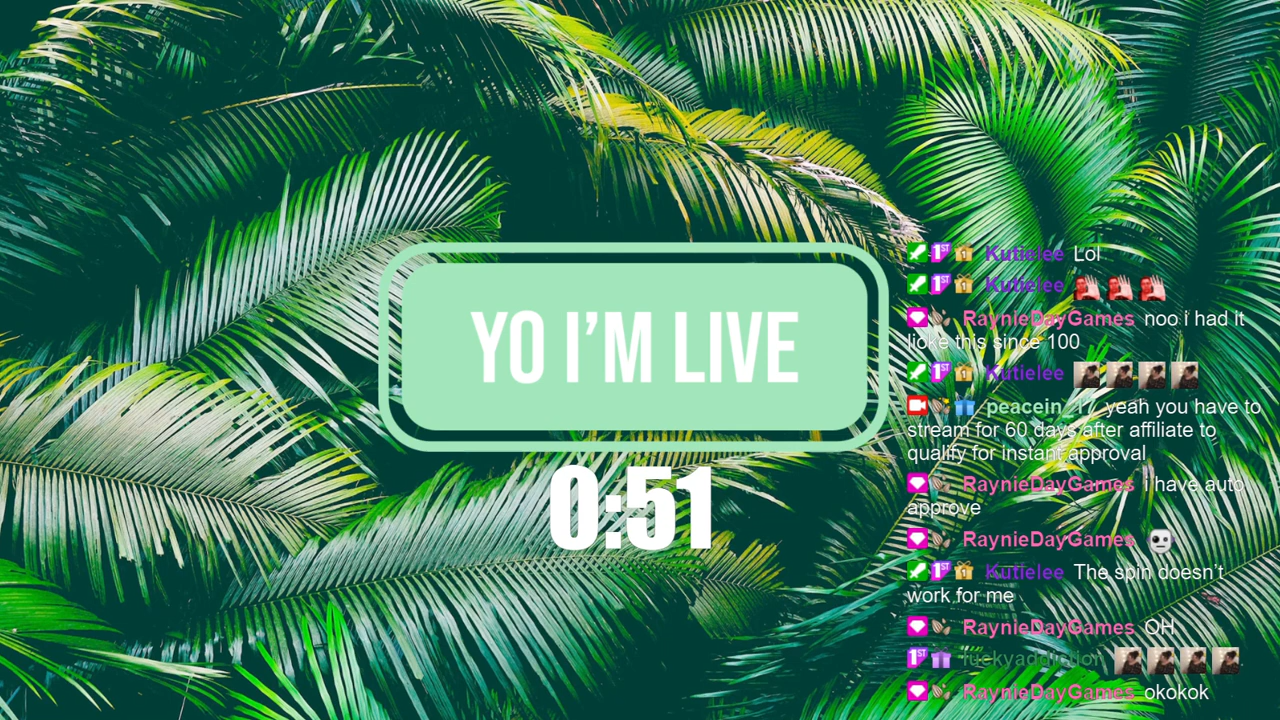 YO I'M LIVE
0:51
Kutielee Lol
Kutielee
RaynieDayGames noo i had it
lioke this since 100
Kutielee
peacein_17 yeah you have to
stream for 60 days after affiliate to
qualify for instant approval
RaynieDayGames i have auto
approve
RaynieDayGames
Kutielee The spin doesn't
work for me
RaynieDayGames OH
luckyaddiction
RaynieDayGames okokok